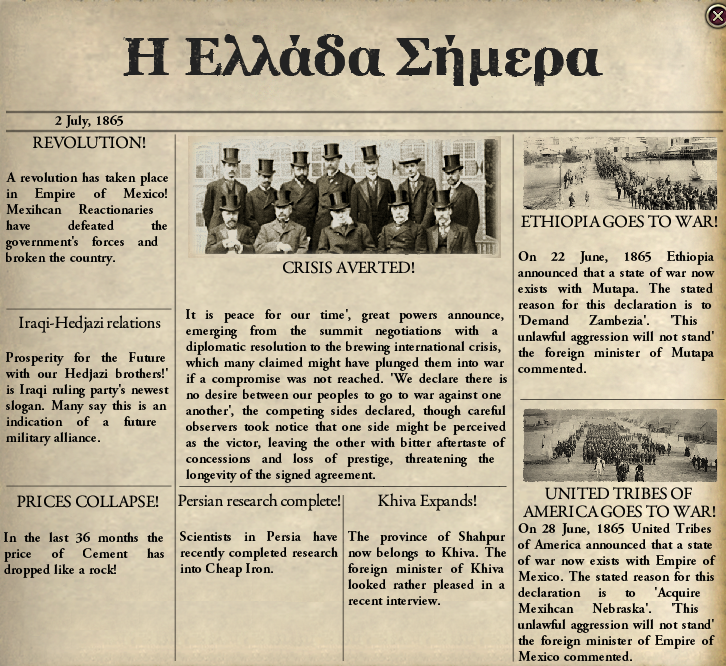 Η Ελλάδα Σήμερα
2 July, 1865
REVOLUTION!
A revolution has taken place
in Empire of Mexico!
Mexihcan Reactionaries
have defeated the
government's forces and
broken the country.
Iraqi-Hedjazi relations
Prosperity for the Future
with our Hedjazi brothers!'
is Iraqi ruling party's newest
slogan. Many say this is an
indication of a future
military alliance.
PRICES COLLAPSE!
In the last 36 months the
price of Cement has
dropped like a rock!
CRISIS AVERTED!
It is peace for our time', great powers announce,
emerging from the summit negotiations with a
diplomatic resolution to the brewing international crisis,
which many claimed might have plunged them into war
if a compromise was not reached. 'We declare there is
no desire between our peoples to go to war against one
another', the competing sides declared, though careful
observers took notice that one side might be perceived
as the victor, leaving the other with bitter aftertaste of
concessions and loss of prestige, threatening the
longevity of the signed agreement.
Persian research complete!
Scientists in Persia have
recently completed research
into Cheap Iron.
Khiva Expands!
The province of Shahpur
now belongs to Khiva. The
foreign minister of Khiva
looked rather pleased in a
recent interview.
ETHIOPIA GOES TO WAR!
On 22 June, 1865 Ethiopia
announced that a state of war now
exists with Mutapa. The stated
reason for this declaration is to
'Demand Zambezia'. 'This
unlawful aggression will not stand'
the foreign minister of Mutapa
commented.
UNITED TRIBES OF
AMERICA GOES TO WAR!
On 28 June, 1865 United Tribes
of America announced that a state
of war now exists with Empire of
Mexico. The stated reason for this
declaration is to 'Acquire
Mexihcan Nebraska'. 'This
unlawful aggression will not stand'
the foreign minister of Empire of
Mexico commented.